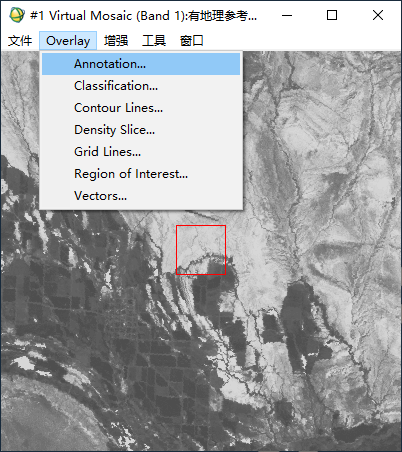 #1 Virtual Mosaic (Band 1):有地理参考...
文件 Overlay 增强 工具 窗口
Annotation...
Classification...
Contour Lines...
Density Slice...
Grid Lines...
Region of Interest...
Vectors...